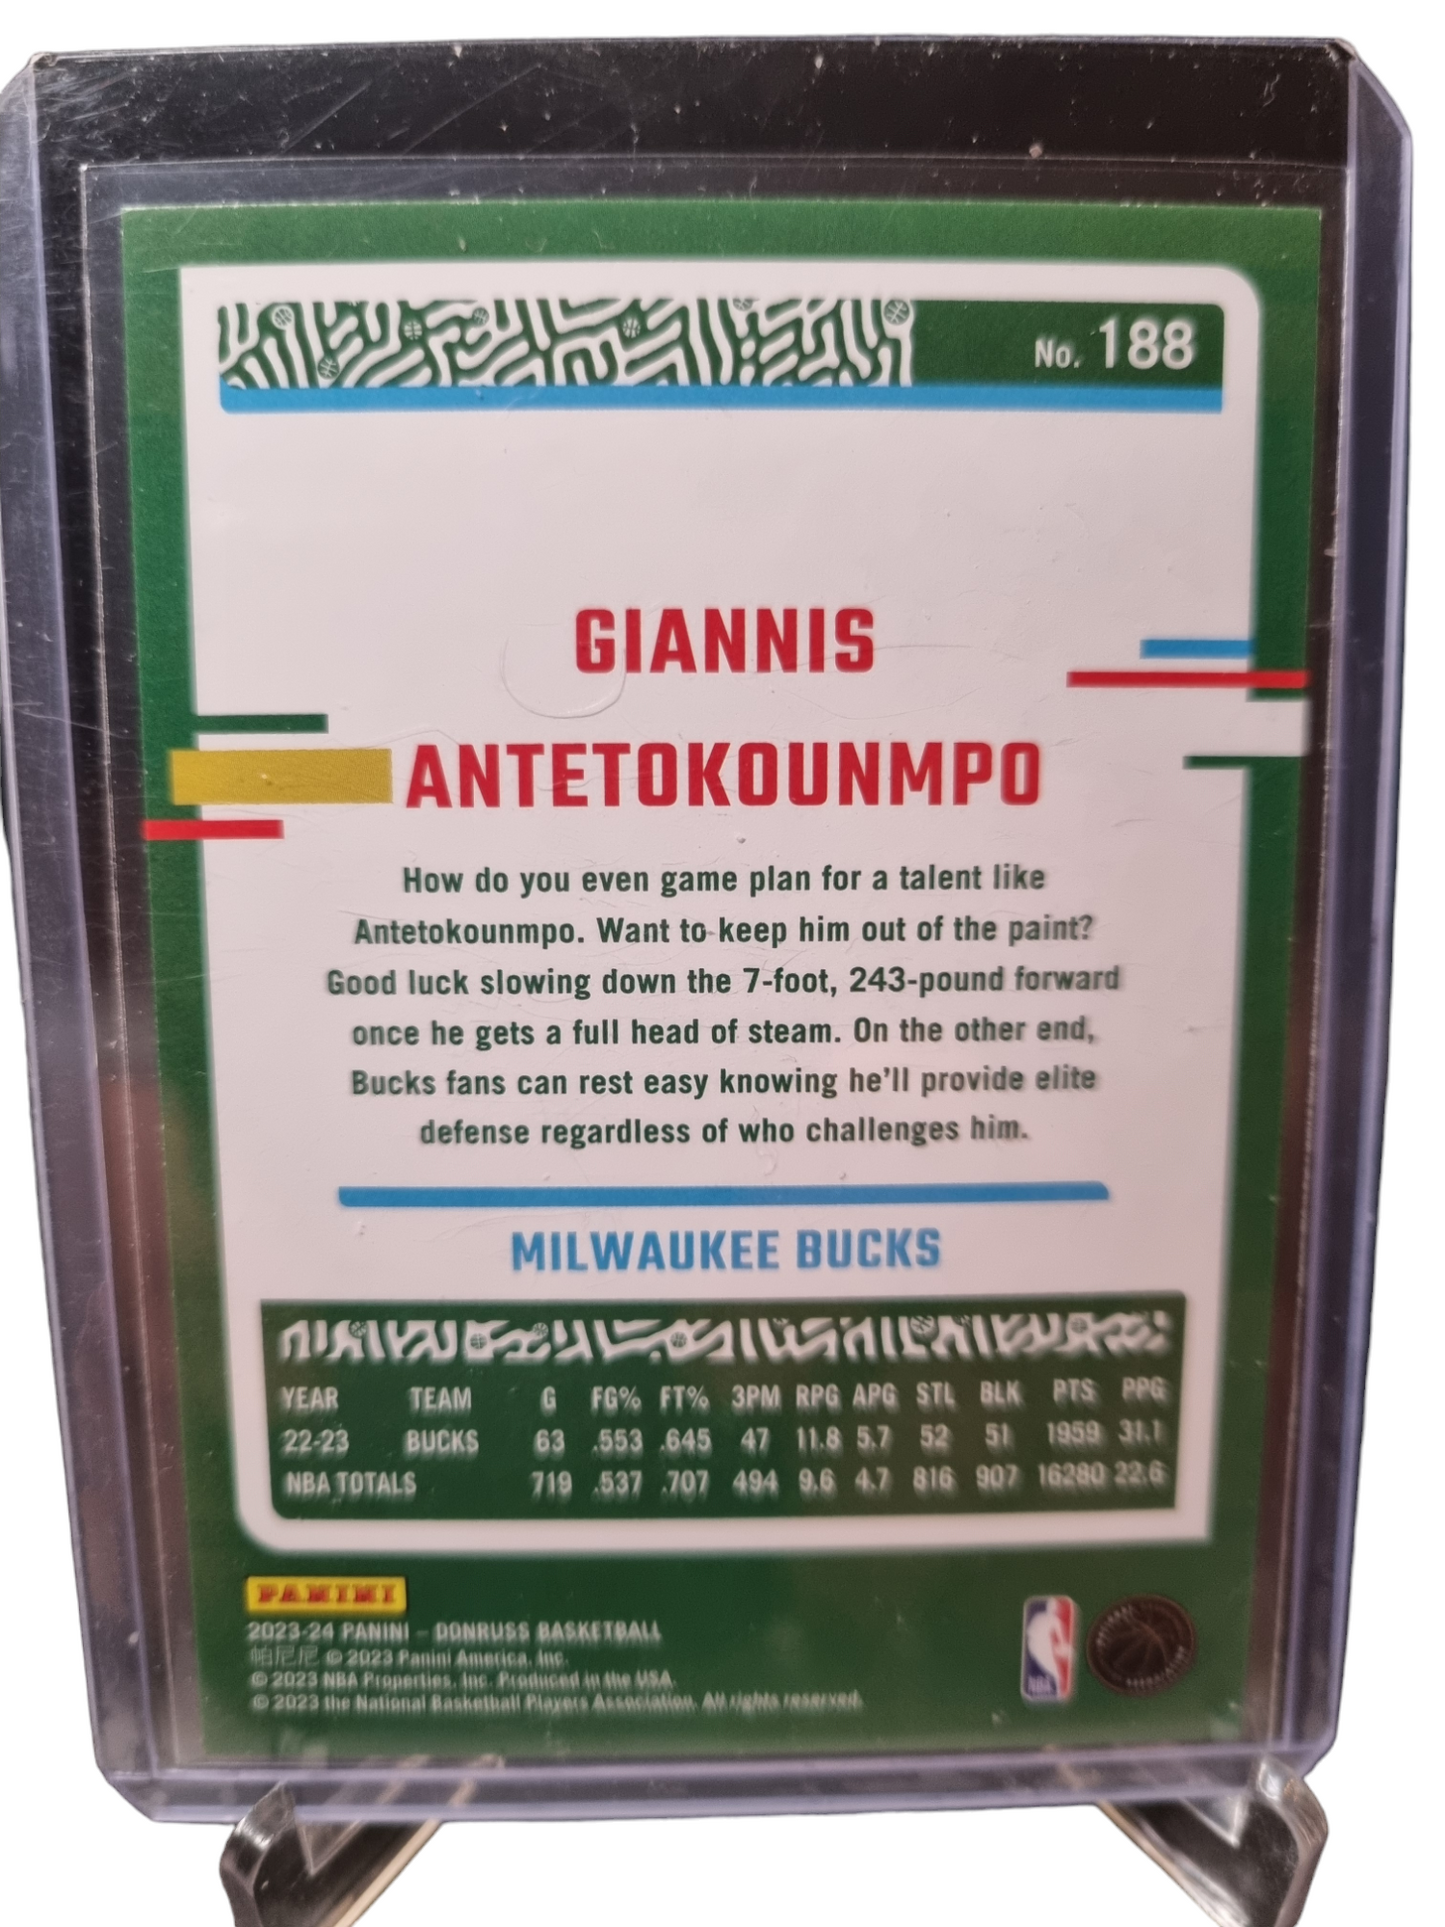 No. 188
GIANNIS
ANTETOKOUNMPO
How do you even game plan for a talent like
Antetokounmpo. Want to keep him out of the paint?
Good luck slowing down the 7-foot, 243-pound forward
once he gets a full head of steam. On the other end,
Bucks fans can rest easy knowing he'll provide elite
defense regardless of who challenges him.
MILWAUKEE BUCKS
YEAR TEAM G FG% FT% 3PM RPG APG STL BLK PTS PPG
22-23 BUCKS 63 .553 .645 47 11.8 5.7 52 51 1959 31.1
NBA TOTALS 719 .537 .707 494 9.6 4.7 816 907 16280 22.6
PANINI
2023-24 PANINI – DONRUSS BASKETBALL
帕尼尼 © 2023 Panini America, Inc.
© 2023 NBA Properties, Inc. Produced in the USA.
© 2023 the National Basketball Players Association. All rights reserved.
NBA